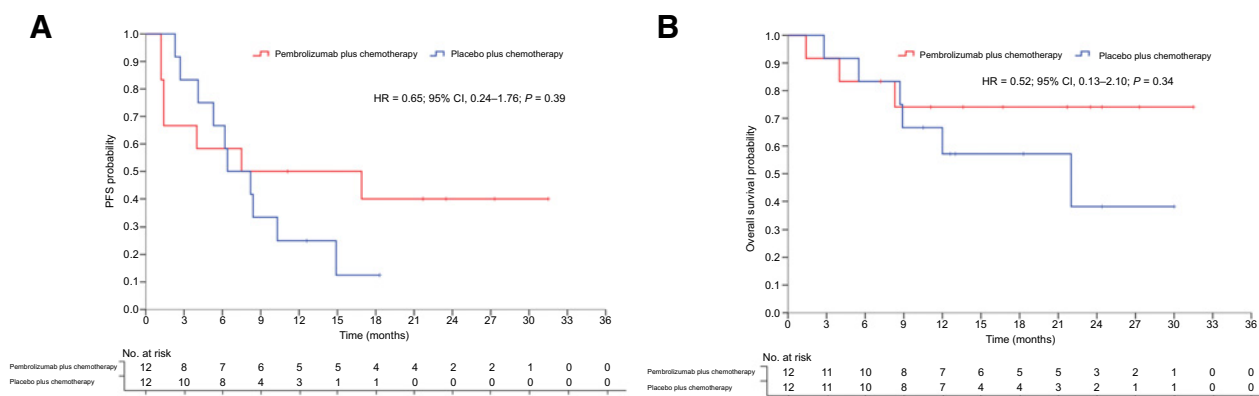 A
1.0
0.9
0.8
0.7
0.6
0.5
0.4
0.3
0.2
0.1
0.0
PFS probability
Pembrolizumab plus chemotherapy Placebo plus chemotherapy
HR = 0.65; 95% CI, 0.24–1.76; P = 0.39
0 3 6 9 12 15 18 21 24 27 30 33 36
Time (months)
No. at risk
Pembrolizumab plus chemotherapy 12 8 7 6 5 5 4 4 2 2 1 0 0
Placebo plus chemotherapy 12 10 8 4 3 1 1 0 0 0 0 0 0
B
1.0
0.9
0.8
0.7
0.6
0.5
0.4
0.3
0.2
0.1
0.0
Overall survival probability
Pembrolizumab plus chemotherapy Placebo plus chemotherapy
HR = 0.52; 95% CI, 0.13–2.10; P = 0.34
0 3 6 9 12 15 18 21 24 27 30 33 36
Time (months)
No. at risk
Pembrolizumab plus chemotherapy 12 11 10 8 7 6 5 5 3 2 1 0 0
Placebo plus chemotherapy 12 11 10 8 7 4 4 3 2 1 1 0 0